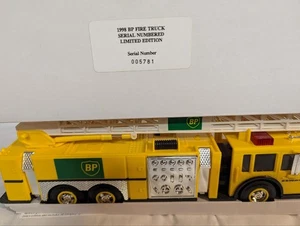 1998 BP FIRE TRUCK
SERIAL NUMBERED
LIMITED EDITION
Serial Number
005761
BP
BP